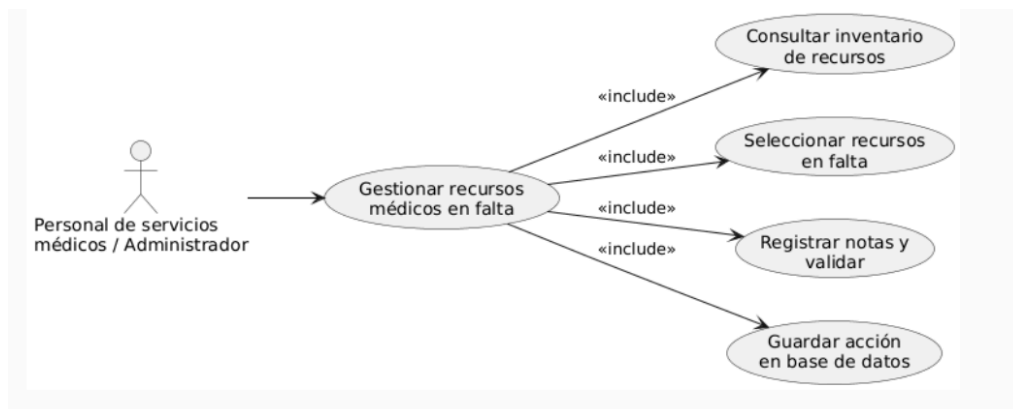 Personal de servicios
médicos / Administrador
Gestionar recursos
médicos en falta
«include»
Consultar inventario
de recursos
«include»
Seleccionar recursos
en falta
«include»
Registrar notas y
validar
«include»
Guardar acción
en base de datos